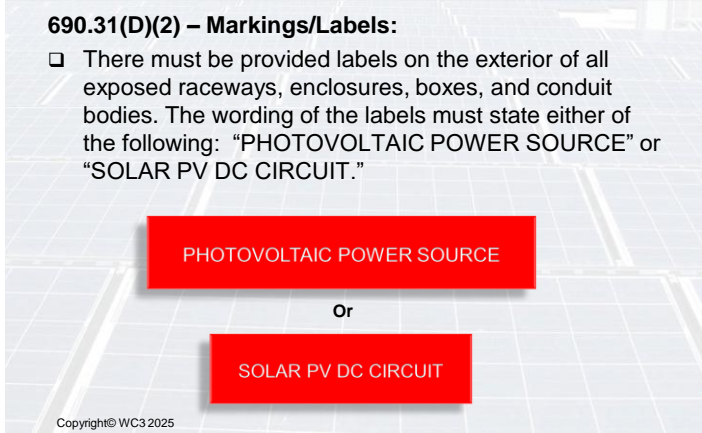 690.31(D)(2) – Markings/Labels:
❑ There must be provided labels on the exterior of all
exposed raceways, enclosures, boxes, and conduit
bodies. The wording of the labels must state either of
the following: “PHOTOVOLTAIC POWER SOURCE” or
“SOLAR PV DC CIRCUIT.”
PHOTOVOLTAIC POWER SOURCE
Or
SOLAR PV DC CIRCUIT
Copyright© WC3 2025